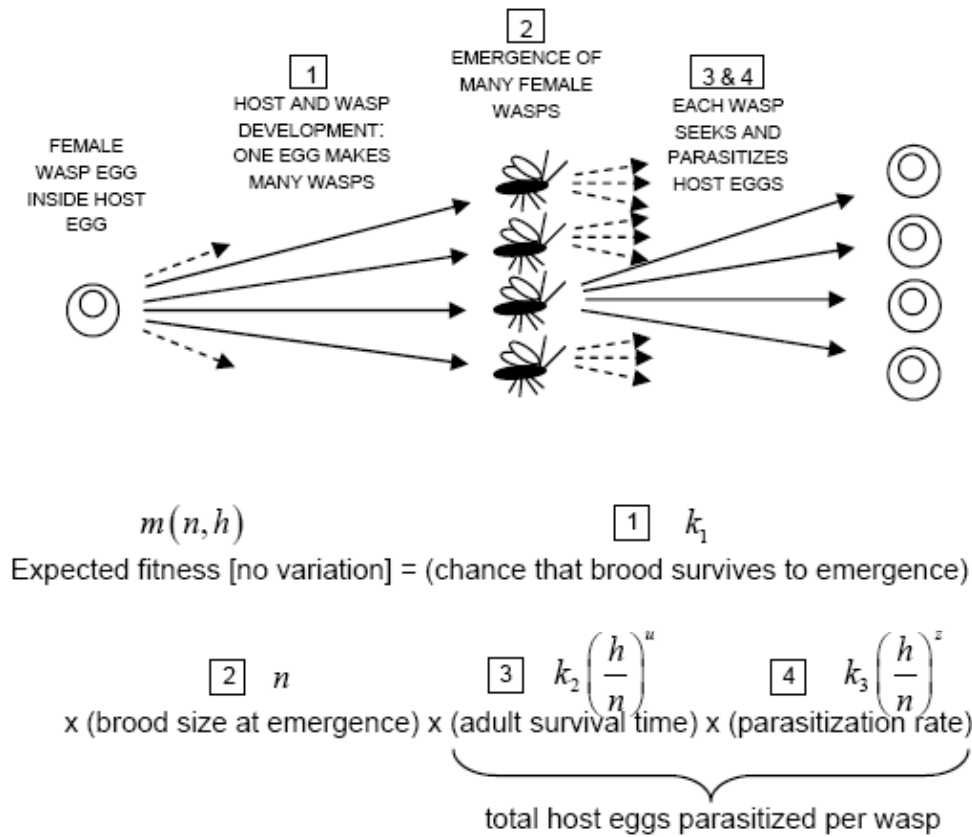 1
HOST AND WASP
DEVELOPMENT:
ONE EGG MAKES
MANY WASPS
2
EMERGENCE OF
MANY FEMALE
WASPS
3 & 4
EACH WASP
SEEKS AND
PARASITIZES
HOST EGGS
FEMALE
WASP EGG
INSIDE HOST
EGG
m(n,h)
1 k₁
Expected fitness [no variation] = (chance that brood survives to emergence)
2 n
3 k₂(h/n)ᵘ
4 k₃(h/n)ᶻ
x (brood size at emergence) x (adult survival time) x (parasitization rate)
total host eggs parasitized per wasp